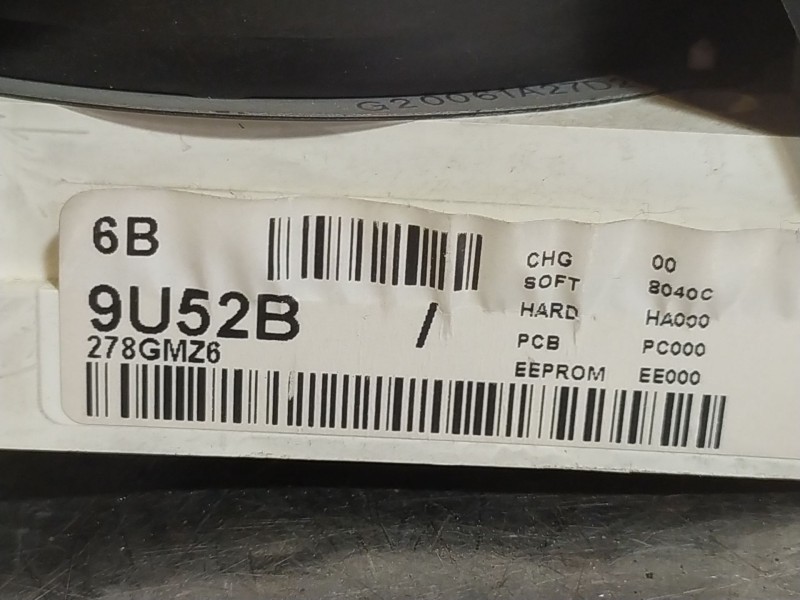 6B
9U52B /
278GMZ6
CHG 00
SOFT 8040C
HARD HA000
PCB PC000
EEPROM EE000